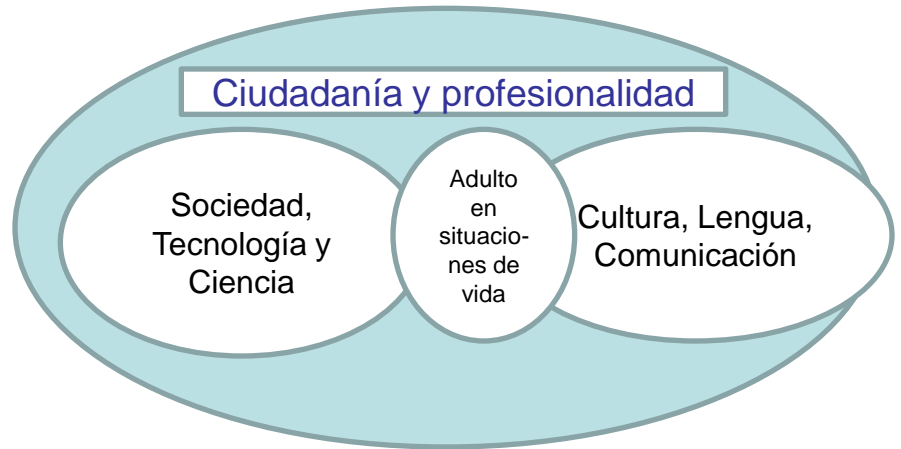 Ciudadanía y profesionalidad
Sociedad,
Tecnología y
Ciencia
Adulto
en
situacio-
nes de
vida
Cultura, Lengua,
Comunicación